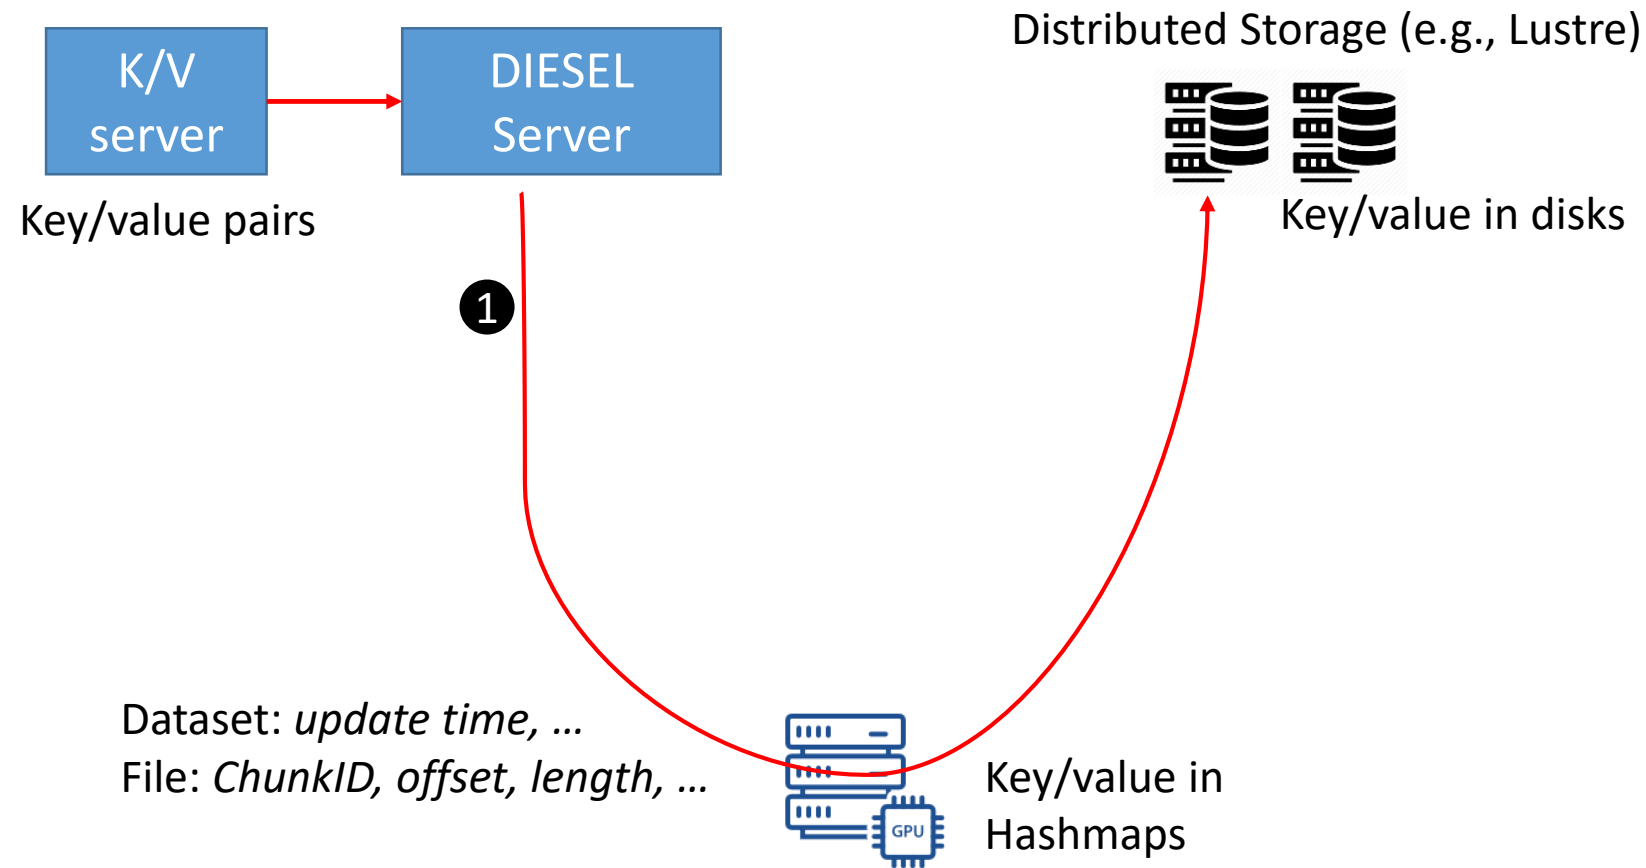 Distributed Storage (e.g., Lustre)
K/V
server
DIESEL
Server
Key/value pairs
Key/value in disks
1
Dataset: update time, …
File: ChunkID, offset, length, …
Key/value in
Hashmaps
GPU